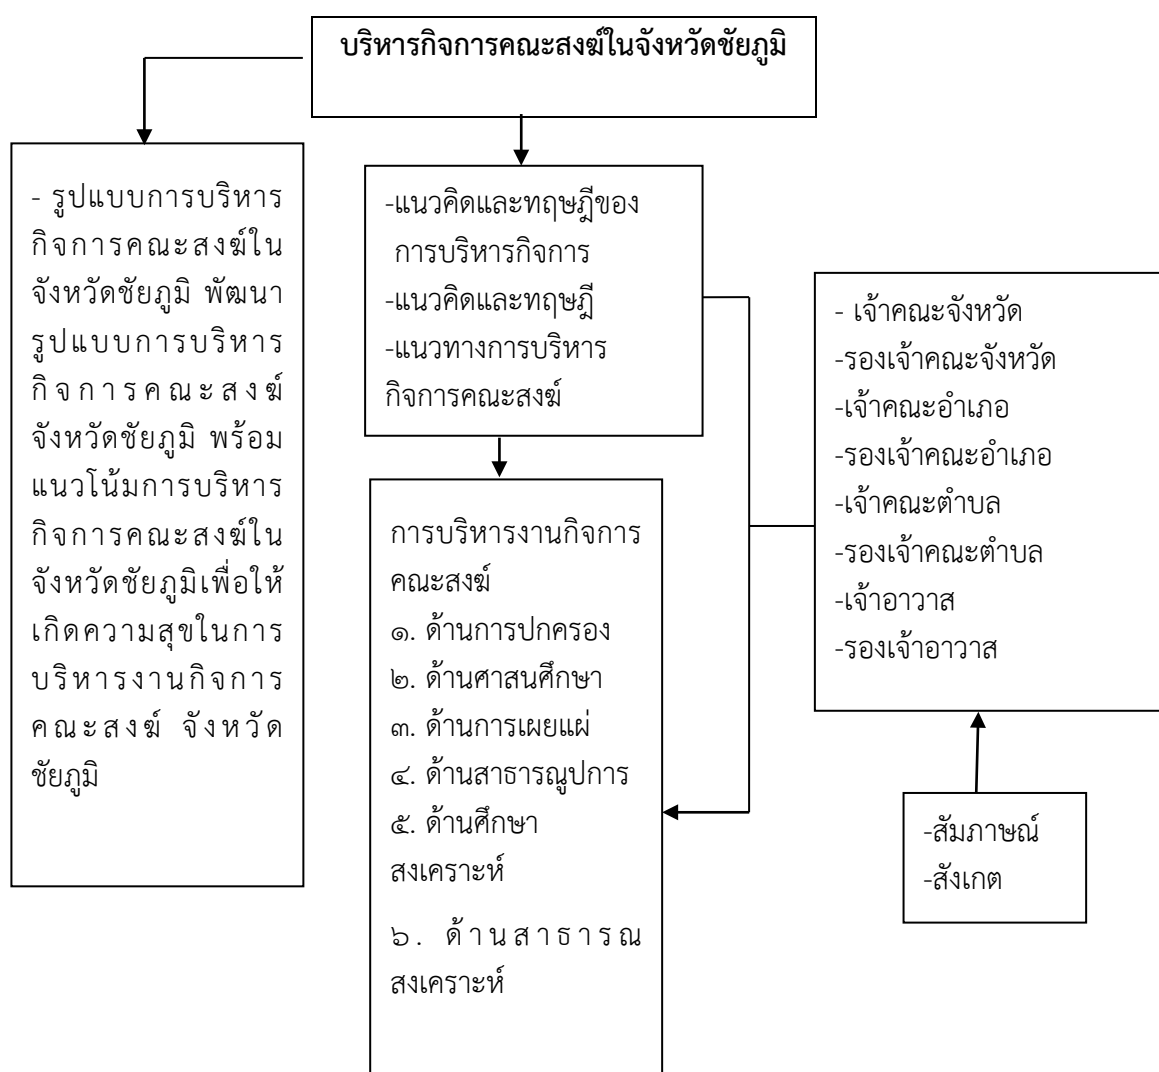 บริหารกิจการคณะสงฆ์ในจังหวัดชัยภูมิ
- รูปแบบการบริหาร
กิจการคณะสงฆ์ใน
จังหวัดชัยภูมิ พัฒนา
รูปแบบการบริหาร
กิจการคณะสงฆ์
จังหวัดชัยภูมิ พร้อม
แนวโน้มการบริหาร
กิจการคณะสงฆ์ใน
จังหวัดชัยภูมิเพื่อให้
เกิดความสุขในการ
บริหารงานกิจการ
คณะสงฆ์ จังหวัด
ชัยภูมิ
-แนวคิดและทฤษฎีของ
การบริหารกิจการ
-แนวคิดและทฤษฎี
-แนวทางการบริหาร
กิจการคณะสงฆ์
การบริหารงานกิจการ
คณะสงฆ์
๑. ด้านการปกครอง
๒. ด้านศาสนศึกษา
๓. ด้านการเผยแผ่
๔. ด้านสาธารณูปการ
๕. ด้านศึกษา
สงเคราะห์
๖. ด้านสาธารณ
สงเคราะห์
- เจ้าคณะจังหวัด
-รองเจ้าคณะจังหวัด
-เจ้าคณะอำเภอ
-รองเจ้าคณะอำเภอ
-เจ้าคณะตำบล
-รองเจ้าคณะตำบล
-เจ้าอาวาส
-รองเจ้าอาวาส
-สัมภาษณ์
-สังเกต